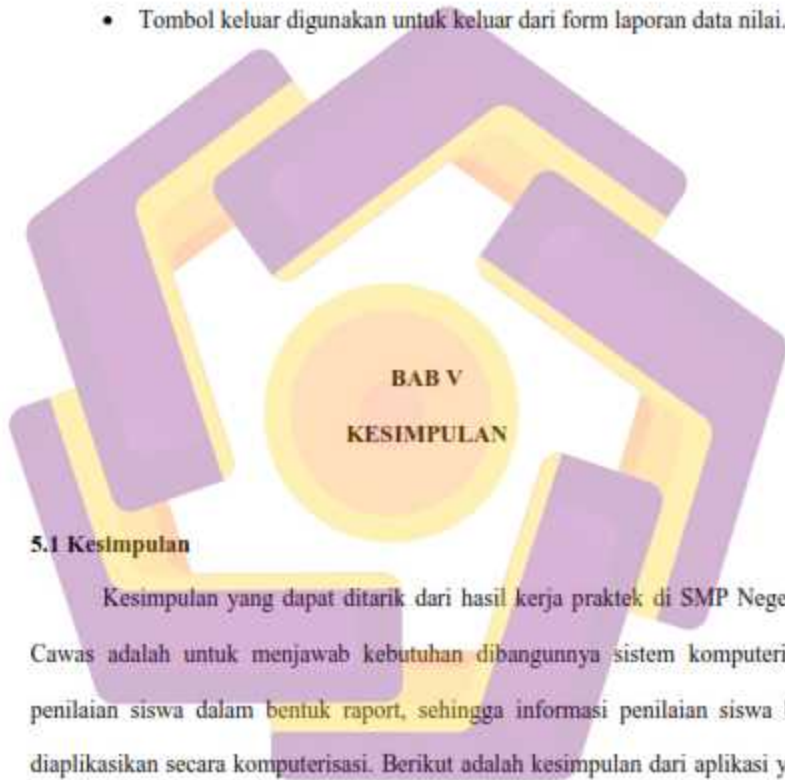 • Tombol keluar digunakan untuk keluar dari form laporan data nilai.
BAB V
KESIMPULAN
5.1 Kesimpulan
Kesimpulan yang dapat ditarik dari hasil kerja praktek di SMP Nege
Cawas adalah untuk menjawab kebutuhan dibangunnya sistem komputeri
penilaian siswa dalam bentuk raport, sehingga informasi penilaian siswa
diaplikasikan secara komputerisasi. Berikut adalah kesimpulan dari aplikasi y